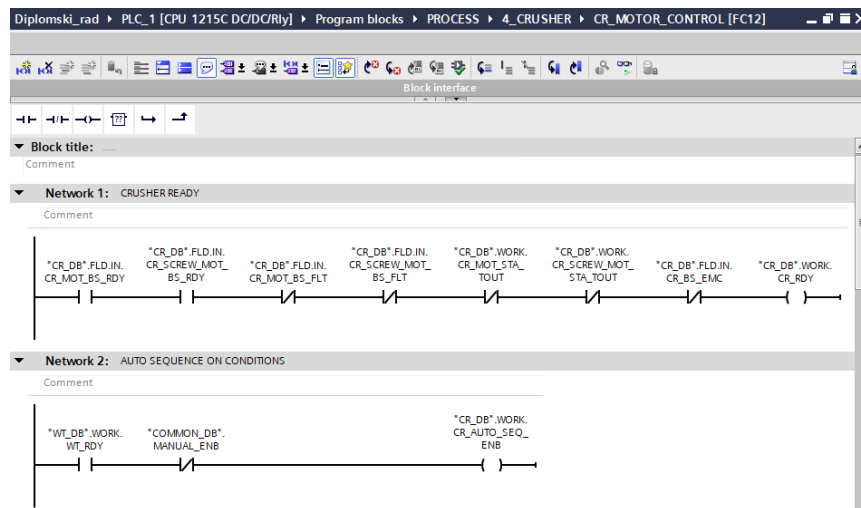 Diplomski_rad ▸ PLC_1 [CPU 1215C DC/DC/Rly] ▸ Program blocks ▸ PROCESS ▸ 4_CRUSHER ▸ CR_MOTOR_CONTROL [FC12]
Block interface
??
Block title: .....
Comment
Network 1: CRUSHER READY
Comment
"CR_DB".FLD.IN.
CR_MOT_BS_RDY
"CR_DB".FLD.IN.
CR_SCREW_MOT_
BS_RDY
"CR_DB".FLD.IN.
CR_MOT_BS_FLT
"CR_DB".FLD.IN.
CR_SCREW_MOT_
BS_FLT
"CR_DB".WORK.
CR_MOT_STA_
TOUT
"CR_DB".WORK.
CR_SCREW_MOT_
STA_TOUT
"CR_DB".FLD.IN.
CR_BS_EMC
"CR_DB".WORK.
CR_RDY
Network 2: AUTO SEQUENCE ON CONDITIONS
Comment
"WT_DB".WORK.
WT_RDY
"COMMON_DB".
MANUAL_ENB
"CR_DB".WORK.
CR_AUTO_SEQ_
ENB